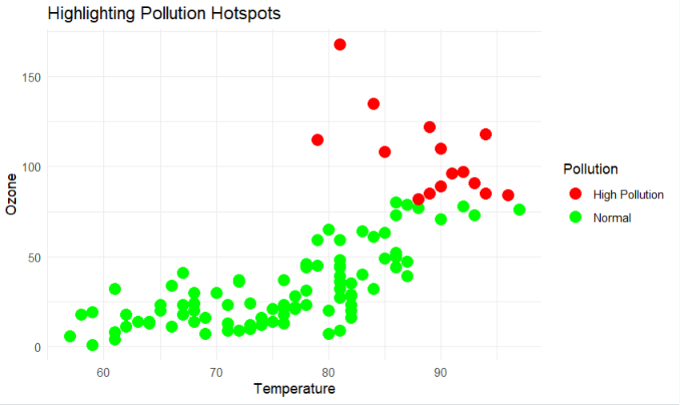 Highlighting Pollution Hotspots
150
100
50
0
Ozone
60 70 80 90
Temperature
Pollution
High Pollution
Normal